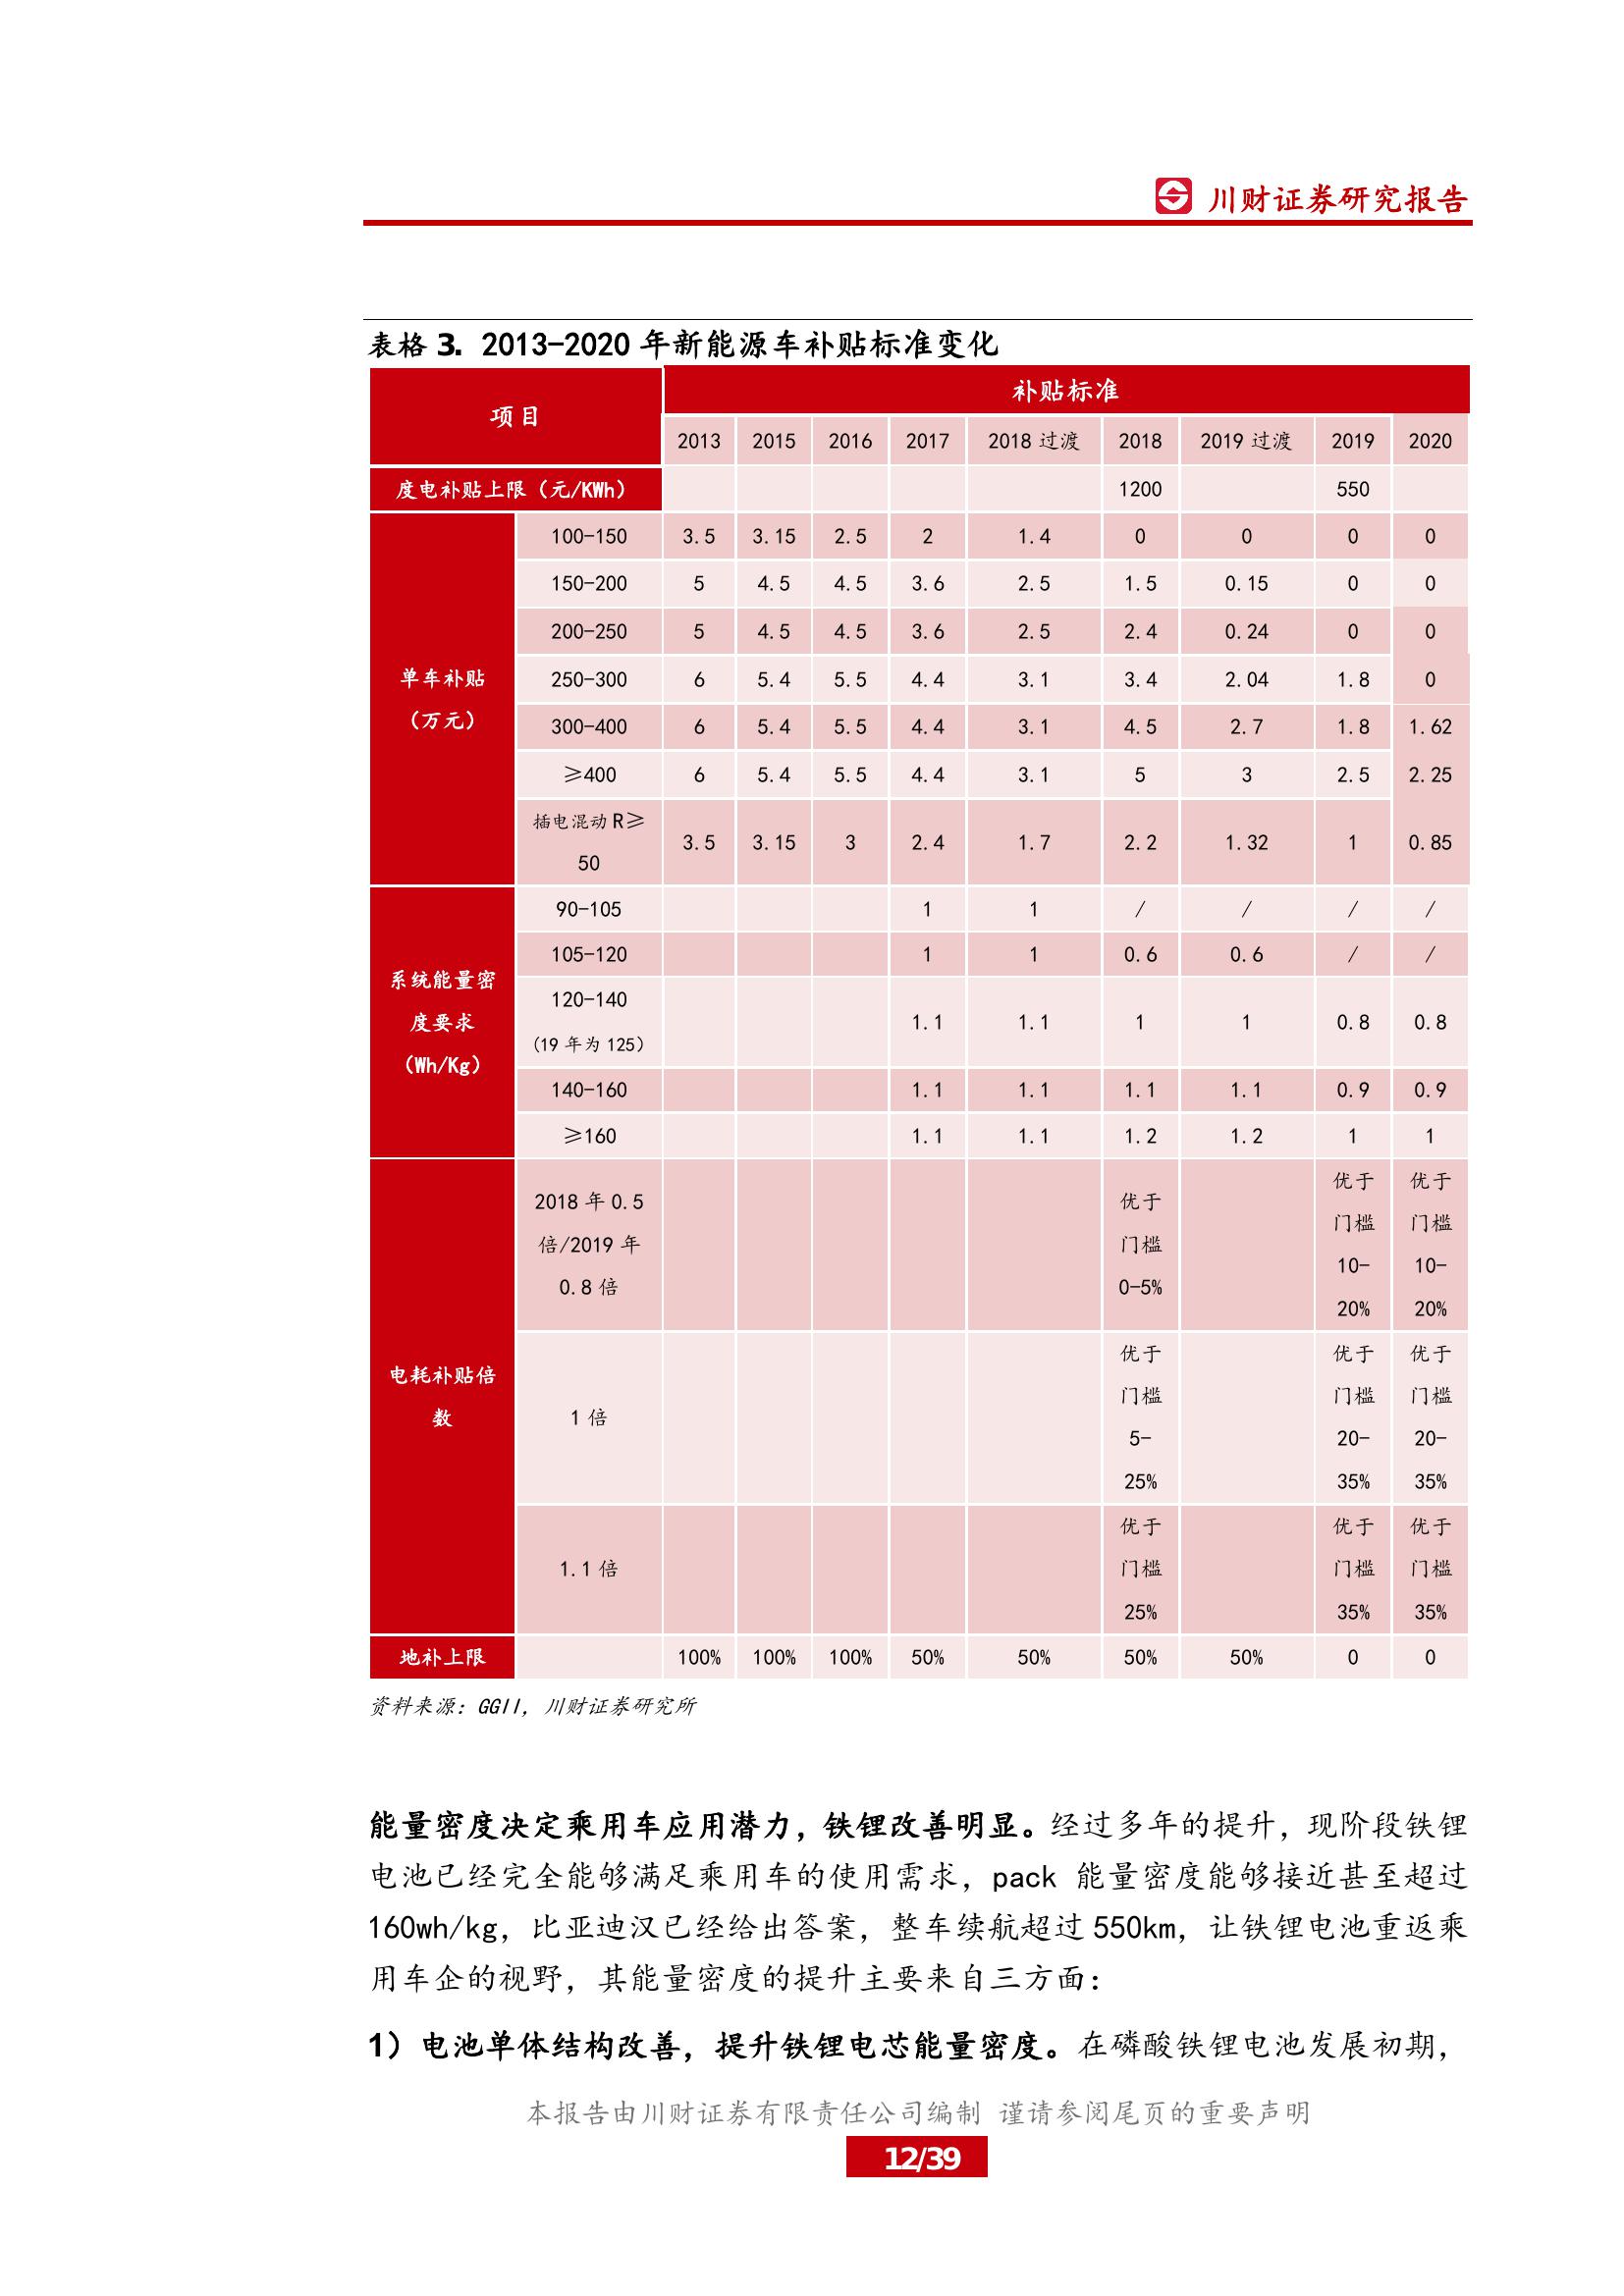 川财证券研究报告
表格 3. 2013-2020 年新能源车补贴标准变化
项目 补贴标准
2013 2015 2016 2017 2018 过渡 2018 2019 过渡 2019 2020
度电补贴上限（元/KWh） 1200 550
单车补贴
（万元）
100-150 3.5 3.15 2.5 2 1.4 0 0 0 0
150-200 5 4.5 4.5 3.6 2.5 1.5 0.15 0 0
200-250 5 4.5 4.5 3.6 2.5 2.4 0.24 0 0
250-300 6 5.4 5.5 4.4 3.1 3.4 2.04 1.8 0
300-400 6 5.4 5.5 4.4 3.1 4.5 2.7 1.8 1.62
≥400 6 5.4 5.5 4.4 3.1 5 3 2.5 2.25
插电混动 R≥
50
3.5 3.15 3 2.4 1.7 2.2 1.32 1 0.85
系统能量密
度要求
（Wh/Kg）
90-105 1 1 / / / /
105-120 1 1 0.6 0.6 / /
120-140
(19 年为 125）
1.1 1.1 1 1 0.8 0.8
140-160 1.1 1.1 1.1 1.1 0.9 0.9
≥160 1.1 1.1 1.2 1.2 1 1
电耗补贴倍
数
2018 年 0.5
倍/2019 年
0.8 倍
优于
门槛
0-5%
优于
门槛
10-
20%
优于
门槛
10-
20%
1 倍
优于
门槛
5-
25%
优于
门槛
20-
35%
优于
门槛
20-
35%
1.1 倍
优于
门槛
25%
优于
门槛
35%
优于
门槛
35%
地补上限 100% 100% 100% 50% 50% 50% 50% 0 0
资料来源：GGII，川财证券研究所
能量密度决定乘用车应用潜力，铁锂改善明显。经过多年的提升，现阶段铁锂
电池已经完全能够满足乘用车的使用需求，pack 能量密度能够接近甚至超过
160wh/kg，比亚迪汉已经给出答案，整车续航超过 550km，让铁锂电池重返乘
用车企的视野，其能量密度的提升主要来自三方面：
1）电池单体结构改善，提升铁锂电芯能量密度。在磷酸铁锂电池发展初期，
本报告由川财证券有限责任公司编制 谨请参阅尾页的重要声明
12/39